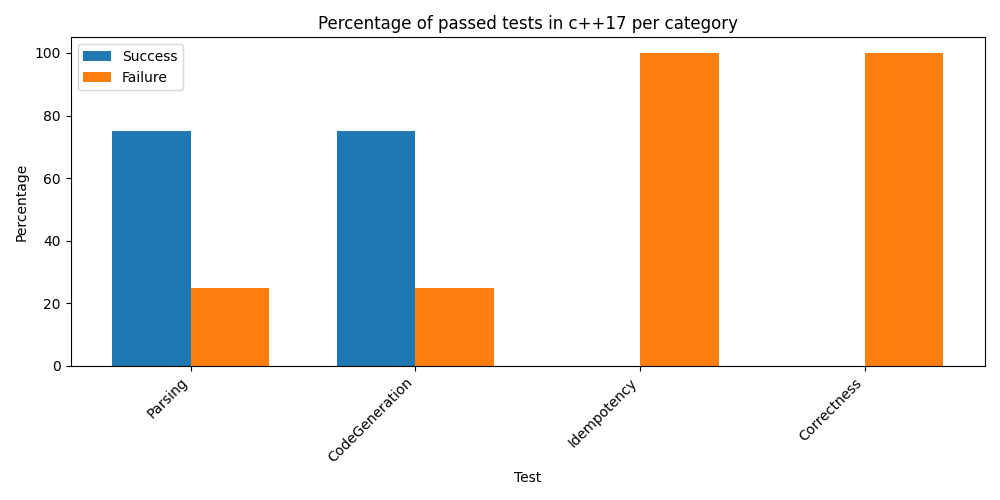 Percentage of passed tests in c++17 per category
Success
Failure
Percentage
100
80
60
40
20
0
Parsing
CodeGeneration
Idempotency
Correctness
Test